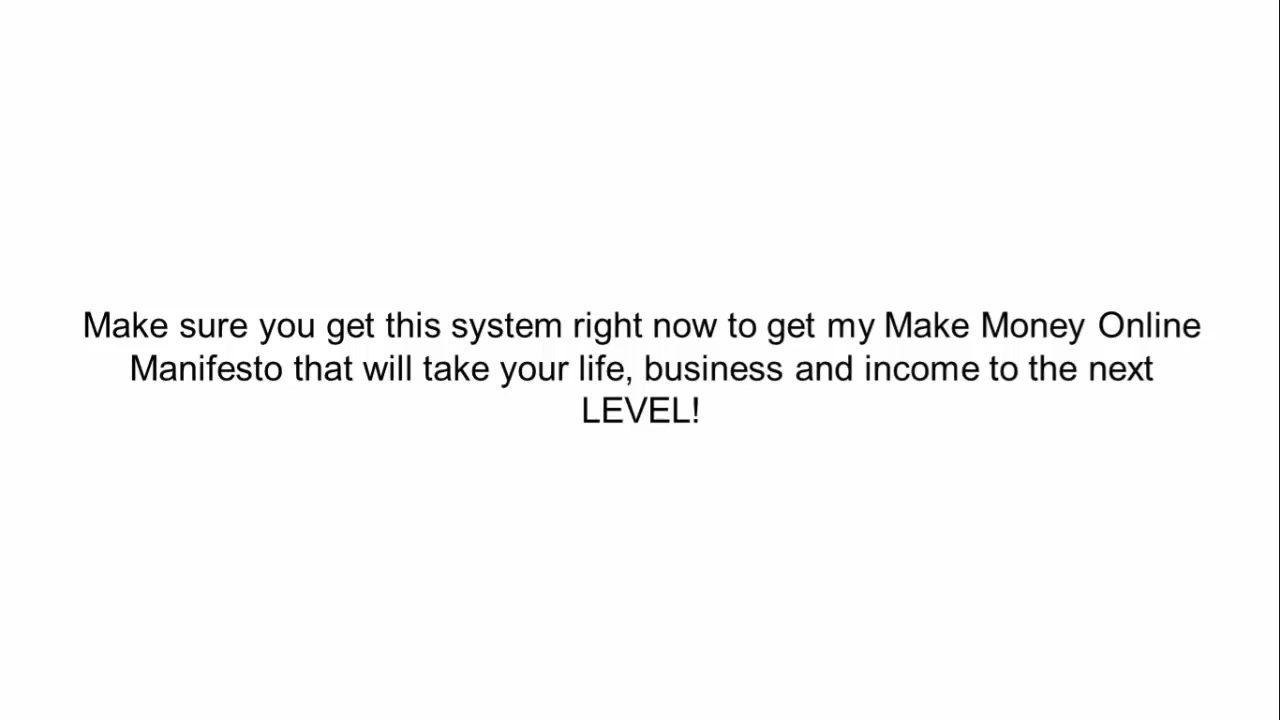 Make sure you get this system right now to get my Make Money Online
Manifesto that will take your life, business and income to the next
LEVEL!